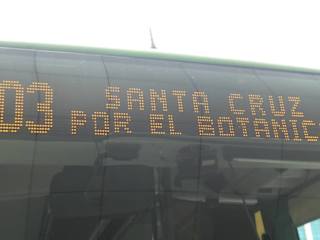 03 SANTA CRUZ
POR EL BOTANIC